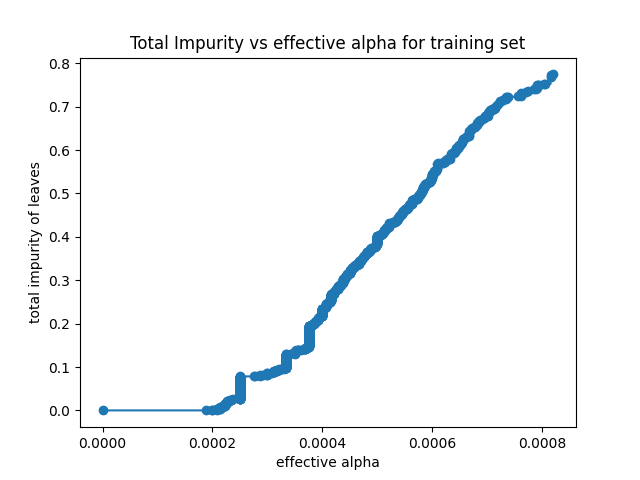 Total Impurity vs effective alpha for training set
0.8
0.7
0.6
0.5
0.4
0.3
0.2
0.1
0.0
total impurity of leaves
0.0000 0.0002 0.0004 0.0006 0.0008
effective alpha